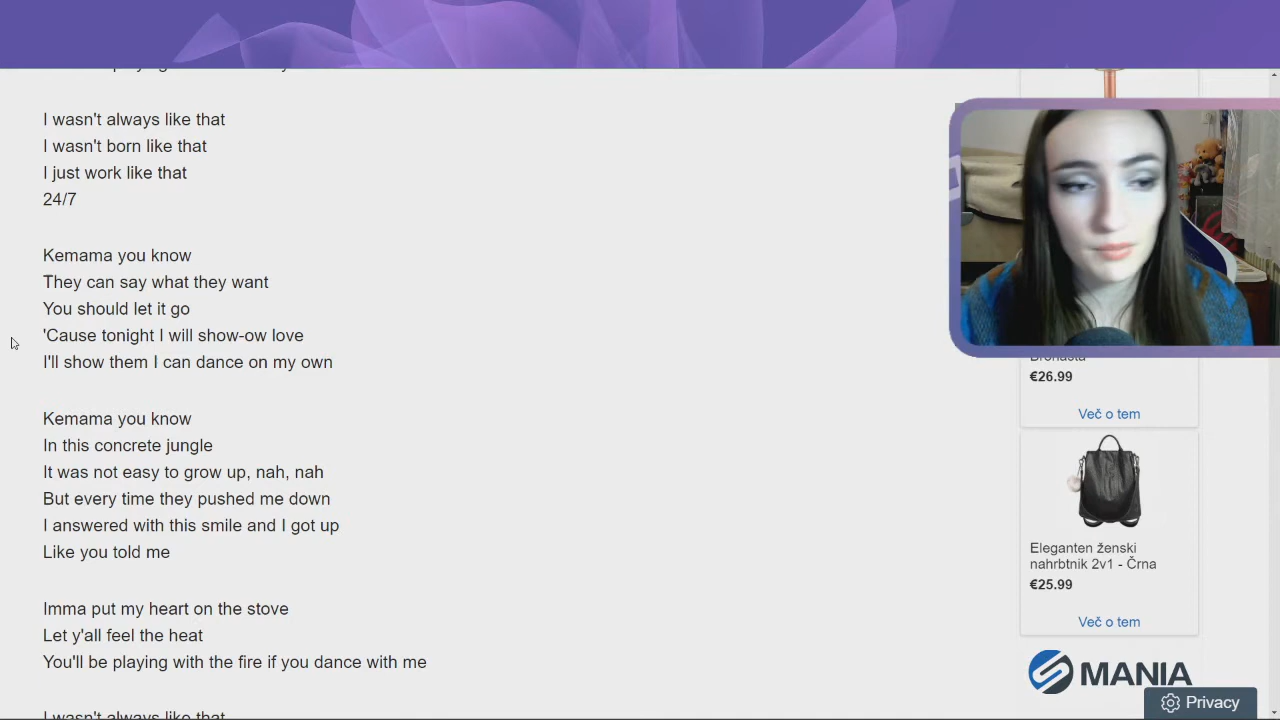 I wasn't always like that
I wasn't born like that
I just work like that
24/7
Kemama you know
They can say what they want
You should let it go
'Cause tonight I will show-ow love
I'll show them I can dance on my own
Kemama you know
In this concrete jungle
It was not easy to grow up, nah, nah
But every time they pushed me down
I answered with this smile and I got up
Like you told me
Imma put my heart on the stove
Let y'all feel the heat
You'll be playing with the fire if you dance with me
I wasn't always like that
€26.99
Več o tem
Eleganten ženski
nahrbtnik 2v1 - Črna
€25.99
Več o tem
MANIA
Privacy